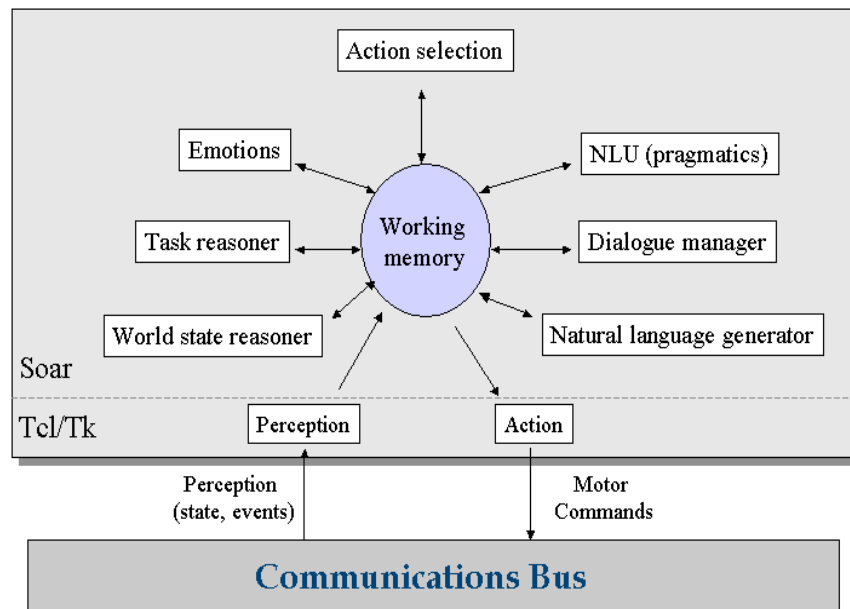 Action selection
Emotions
NLU (pragmatics)
Working
memory
Task reasoner
Dialogue manager
World state reasoner
Natural language generator
Soar
Tcl/Tk
Perception
Action
Perception
(state, events)
Motor
Commands
Communications Bus